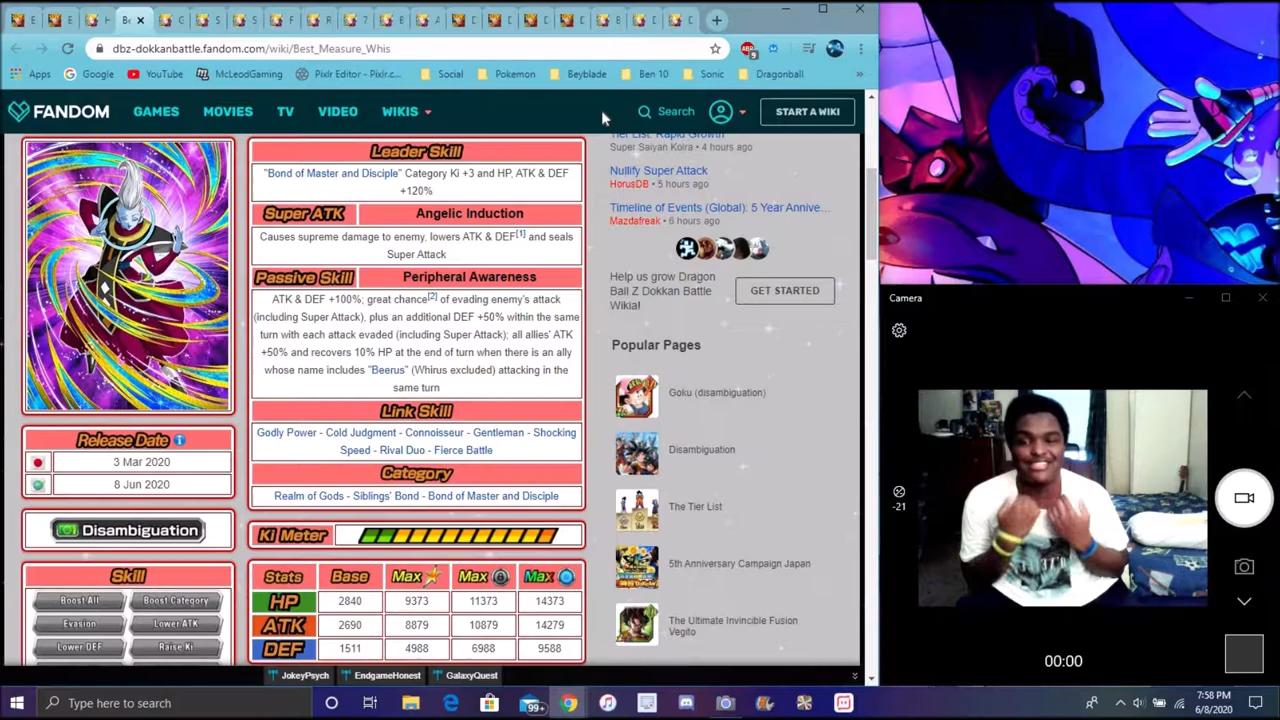 dbz-dokkanbattle.fandom.com/wiki/Best_Measure_Whis
Apps Google YouTube McLeodGaming Pixlr Editor - Pixlr.c... Social Pokemon Beyblade Ben 10 Sonic Dragonball »
FANDOM GAMES MOVIES TV VIDEO WIKIS Search START A WIKI
Leader Skill
"Bond of Master and Disciple" Category Ki +3 and HP, ATK & DEF
+120%
Super ATK Angelic Induction
Causes supreme damage to enemy, lowers ATK & DEF[1] and seals
Super Attack
Passive Skill Peripheral Awareness
ATK & DEF +100%; great chance[2] of evading enemy's attack
(including Super Attack), plus an additional DEF +50% within the same
turn with each attack evaded (including Super Attack); all allies' ATK
+50% and recovers 10% HP at the end of turn when there is an ally
whose name includes "Beerus" (Whirus excluded) attacking in the
same turn
Link Skill
Godly Power - Cold Judgment - Connoisseur - Gentleman - Shocking
Speed - Rival Duo - Fierce Battle
Category
Realm of Gods - Siblings' Bond - Bond of Master and Disciple
Ki Meter
Stats Base Max Max Max
HP 2840 9373 11373 14373
ATK 2690 8879 10879 14279
DEF 1511 4988 6988 9588
Release Date
3 Mar 2020
8 Jun 2020
Disambiguation
Skill
Boost All Boost Category
Evasion Lower ATK
Lower DEF Raise Ki
Tier List: Rapid Growth
Super Saiyan Koira • 4 hours ago
Nullify Super Attack
HorusDB • 5 hours ago
Timeline of Events (Global): 5 Year Annive...
Mazdafreak • 6 hours ago
Help us grow Dragon
Ball Z Dokkan Battle
Wikia!
GET STARTED
Popular Pages
Goku (disambiguation)
Disambiguation
The Tier List
5th Anniversary Campaign Japan
The Ultimate Invincible Fusion
Vegito
JokeyPsych EndgameHonest GalaxyQuest
Camera
-21
00:00
Type here to search
99+
7:58 PM
6/8/2020